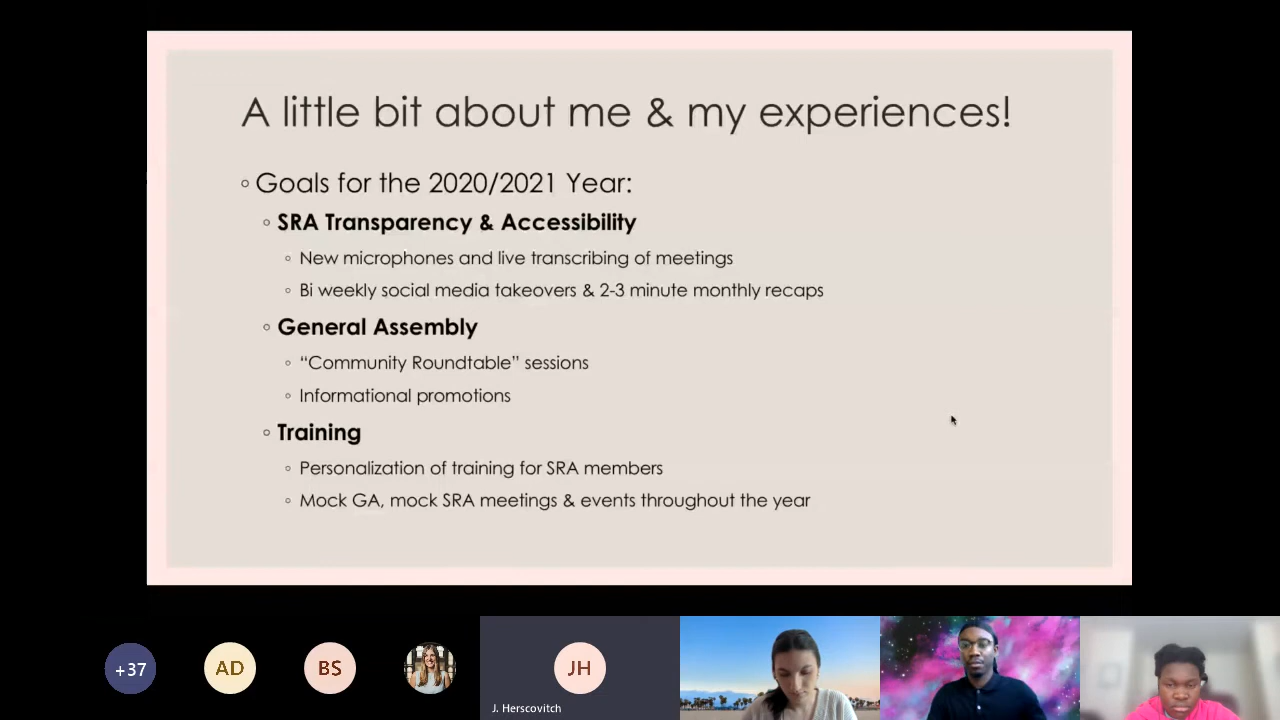 A little bit about me & my experiences!
Goals for the 2020/2021 Year:
SRA Transparency & Accessibility
New microphones and live transcribing of meetings
Bi weekly social media takeovers & 2-3 minute monthly recaps
General Assembly
“Community Roundtable” sessions
Informational promotions
Training
Personalization of training for SRA members
Mock GA, mock SRA meetings & events throughout the year
+37
AD
BS
JH
J. Herscovitch